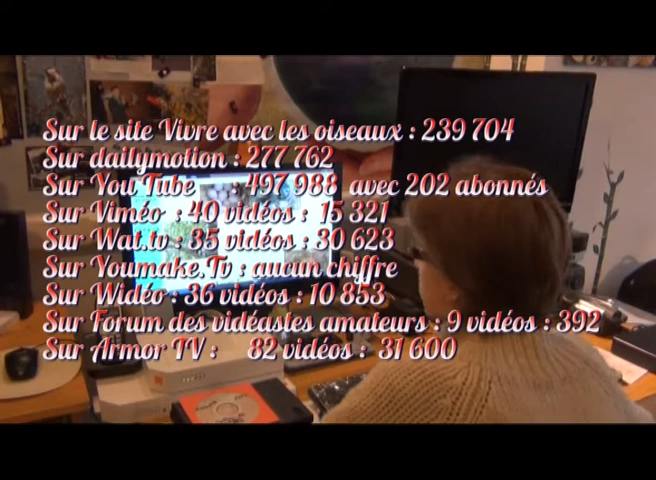 Sur le site Vivre avec les oiseaux : 239 704
Sur dailymotion : 277 762
Sur You Tube : 497 988 avec 202 abonnés
Sur Viméo : 40 vidéos : 15 321
Sur Wat.tv : 35 vidéos : 30 623
Sur Youmake.Tv : aucun chiffre
Sur Widéo : 36 vidéos : 10 853
Sur Forum des vidéastes amateurs : 9 vidéos : 392
Sur Armor TV : 82 vidéos : 31 600